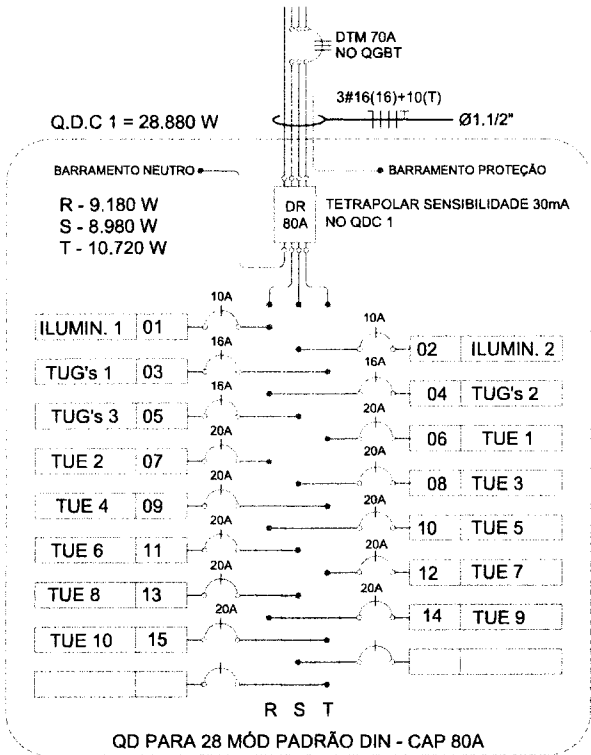 DTM 70A
NO QGBT
3#16(16)+10(T)
Q.D.C 1 = 28.880 W
Ø1.1/2"
BARRAMENTO NEUTRO
BARRAMENTO PROTEÇÃO
R - 9.180 W
S - 8.980 W
T - 10.720 W
DR
80A
TETRAPOLAR SENSIBILIDADE 30mA
NO QDC 1
10A
ILUMIN. 1 01
10A
02 ILUMIN. 2
16A
TUG's 1 03
16A
04 TUG's 2
16A
TUG's 3 05
20A
06 TUE 1
20A
TUE 2 07
20A
08 TUE 3
20A
TUE 4 09
20A
10 TUE 5
20A
TUE 6 11
20A
12 TUE 7
20A
TUE 8 13
20A
14 TUE 9
20A
TUE 10 15
R S T
QD PARA 28 MÓD PADRÃO DIN - CAP 80A